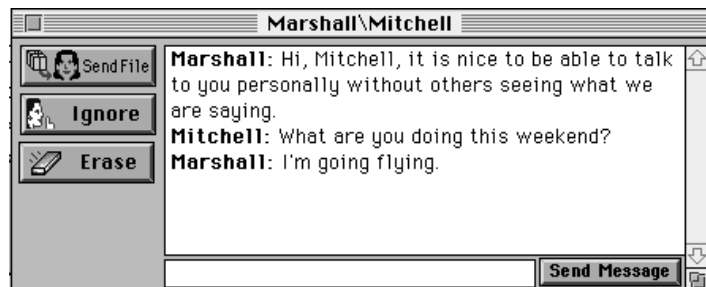 Marshall\Mitchell
Send File
Ignore
Erase
Marshall: Hi, Mitchell, it is nice to be able to talk
to you personally without others seeing what we
are saying.
Mitchell: What are you doing this weekend?
Marshall: I'm going flying.
Send Message